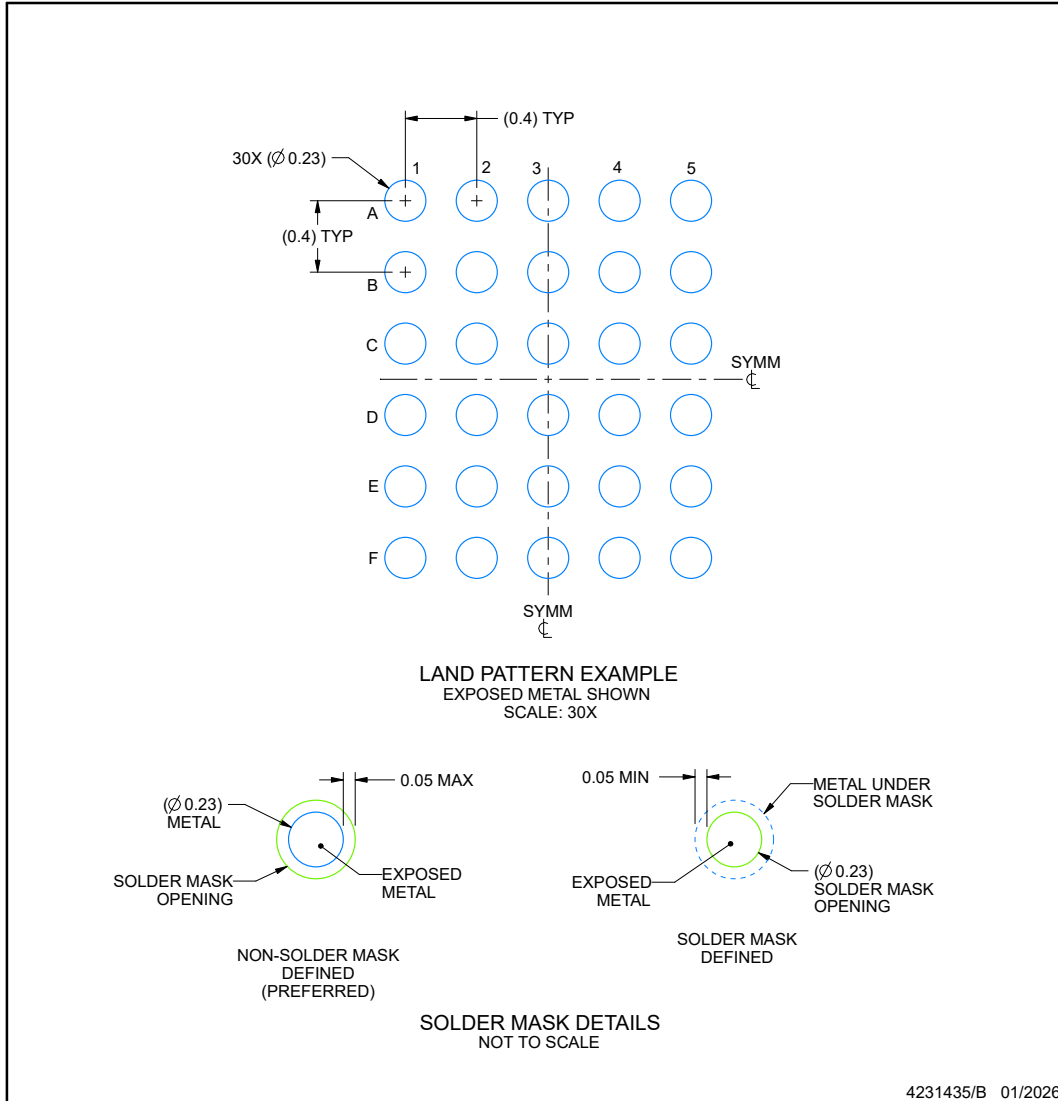 (0.4) TYP
30X (∅ 0.23)
1 2 3 4 5
A
(0.4) TYP
B
C
SYMM
℄
D
E
F
SYMM
℄
LAND PATTERN EXAMPLE
EXPOSED METAL SHOWN
SCALE: 30X
0.05 MAX
(∅ 0.23)
METAL
SOLDER MASK
OPENING
EXPOSED
METAL
NON-SOLDER MASK
DEFINED
(PREFERRED)
0.05 MIN
METAL UNDER
SOLDER MASK
EXPOSED
METAL
(∅ 0.23)
SOLDER MASK
OPENING
SOLDER MASK
DEFINED
SOLDER MASK DETAILS
NOT TO SCALE
4231435/B 01/2026